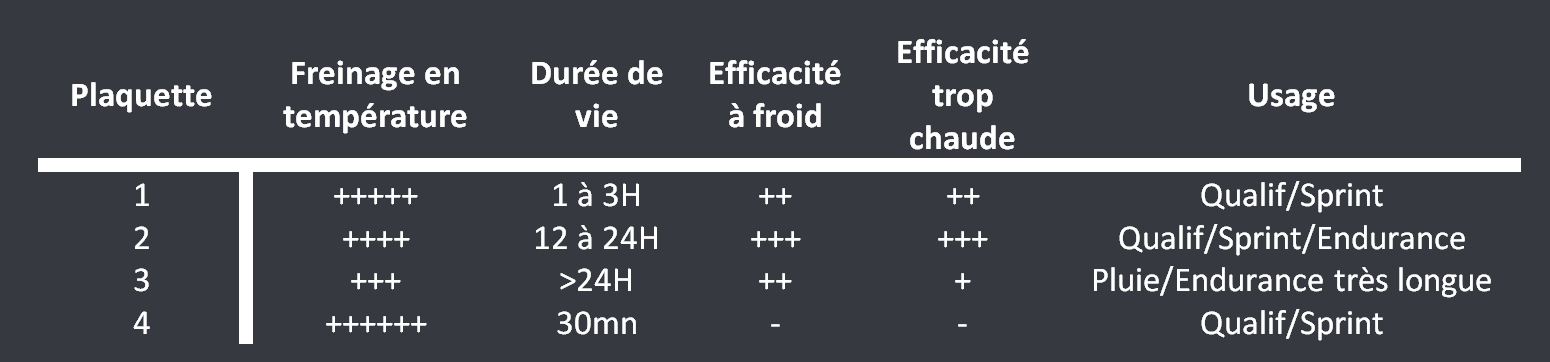 Plaquette Freinage en température Durée de vie Efficacité à froid Efficacité trop chaude Usage
1 +++++ 1 à 3H ++ ++ Qualif/Sprint
2 ++++ 12 à 24H +++ +++ Qualif/Sprint/Endurance
3 +++ >24H ++ + Pluie/Endurance très longue
4 ++++++ 30mn - - Qualif/Sprint